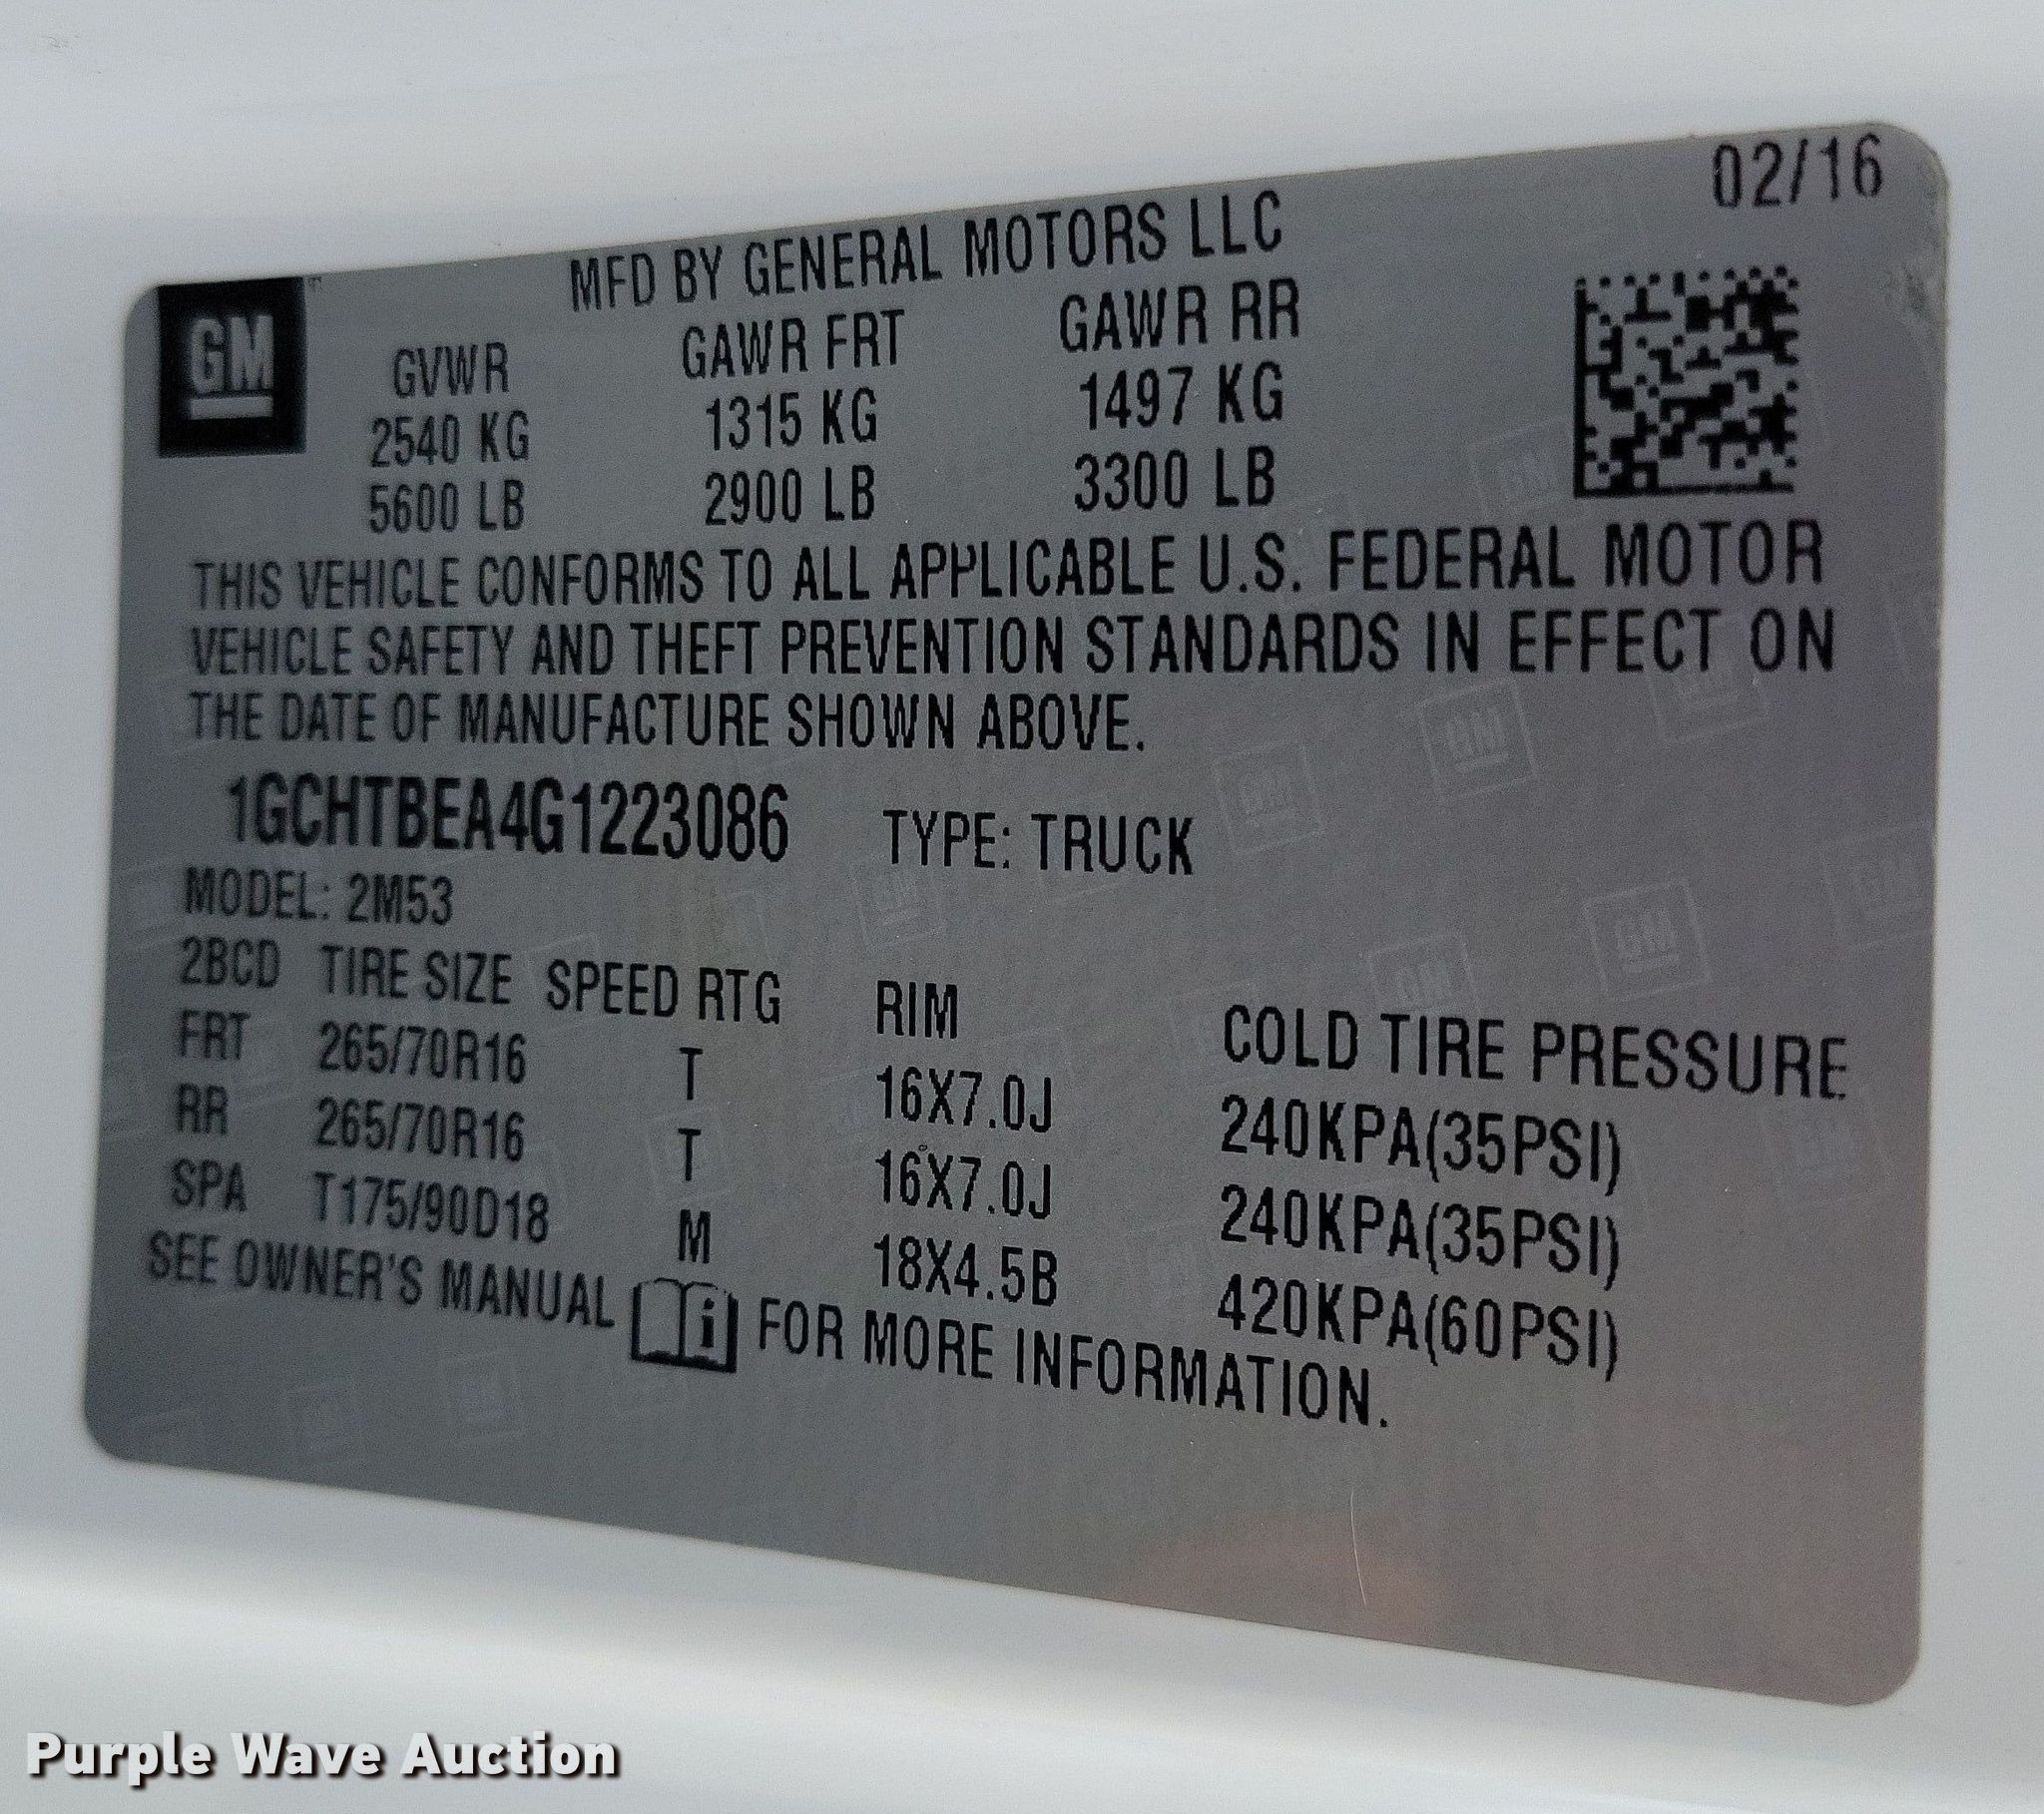 02/16
MFD BY GENERAL MOTORS LLC
GM
GVWR GAWR FRT GAWR RR
2540 KG 1315 KG 1497 KG
5600 LB 2900 LB 3300 LB
THIS VEHICLE CONFORMS TO ALL APPLICABLE U.S. FEDERAL MOTOR
VEHICLE SAFETY AND THEFT PREVENTION STANDARDS IN EFFECT ON
THE DATE OF MANUFACTURE SHOWN ABOVE.
1GCHTBEA4G1223086 TYPE: TRUCK
MODEL: 2M53
2BCD TIRE SIZE SPEED RTG RIM COLD TIRE PRESSURE
FRT 265/70R16 T 16X7.0J 240KPA(35PSI)
RR 265/70R16 T 16X7.0J 240KPA(35PSI)
SPA T175/90D18 M 18X4.5B 420KPA(60PSI)
SEE OWNER'S MANUAL i FOR MORE INFORMATION.
Purple Wave Auction